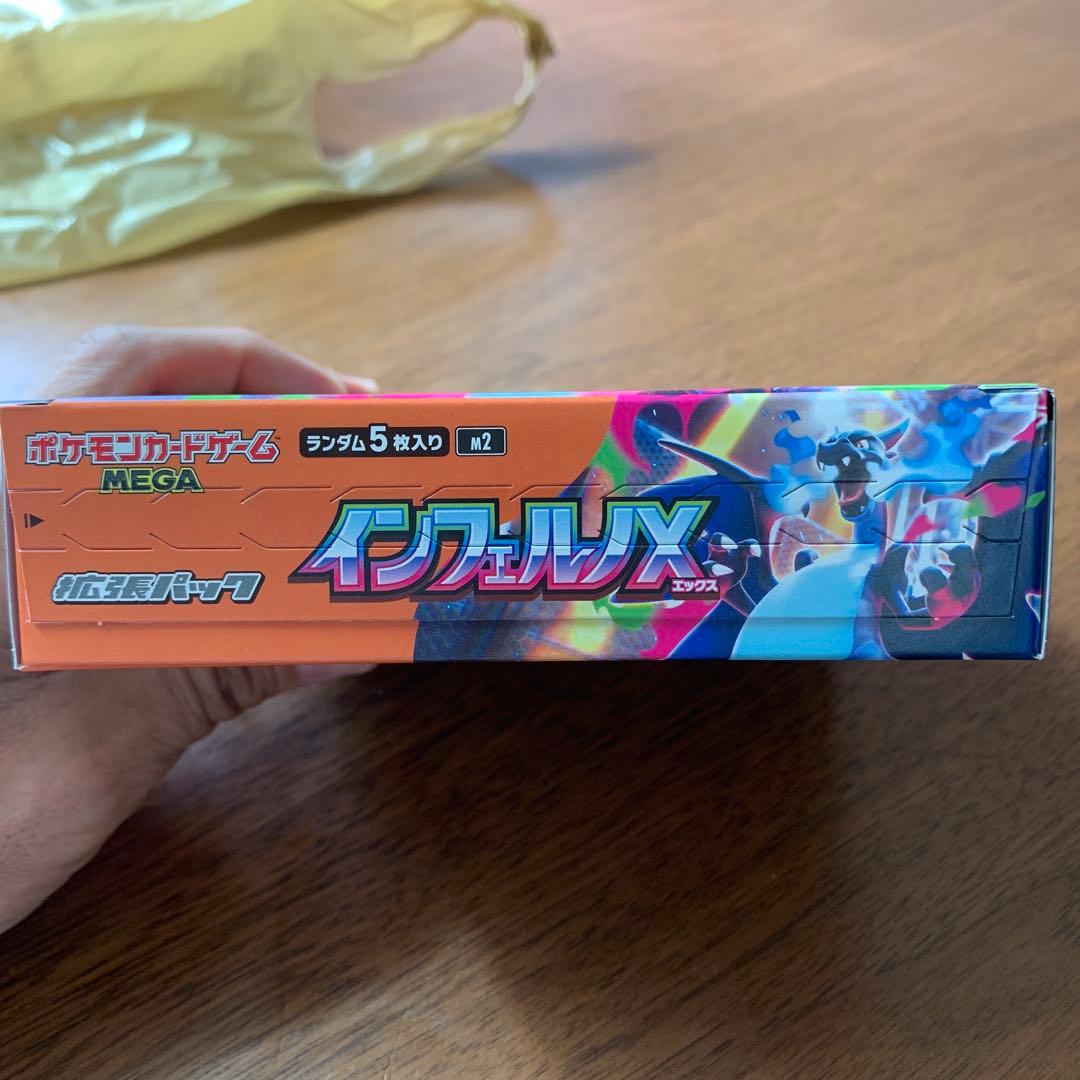 ポケモンカードゲーム
MEGA
ランダム5枚入り M2
インフェルノX
エックス
拡張パック